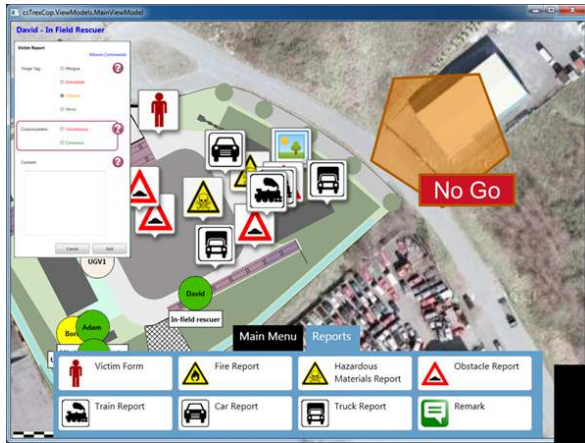 csTrexCop.ViewModels.MainViewModel
David - In Field Rescuer
Victim Report
Mission Commander
Triage Tag:
Morgue
Immediate
Delayed
Minor
Consciousness:
Unconscious
Conscious
Content:
Cancel
Add
UGV1
No Go
David
In-field rescuer
Adam
Main Menu
Reports
Victim Form
Fire Report
Hazardous
Materials Report
Obstacle Report
Train Report
Car Report
Truck Report
Remark